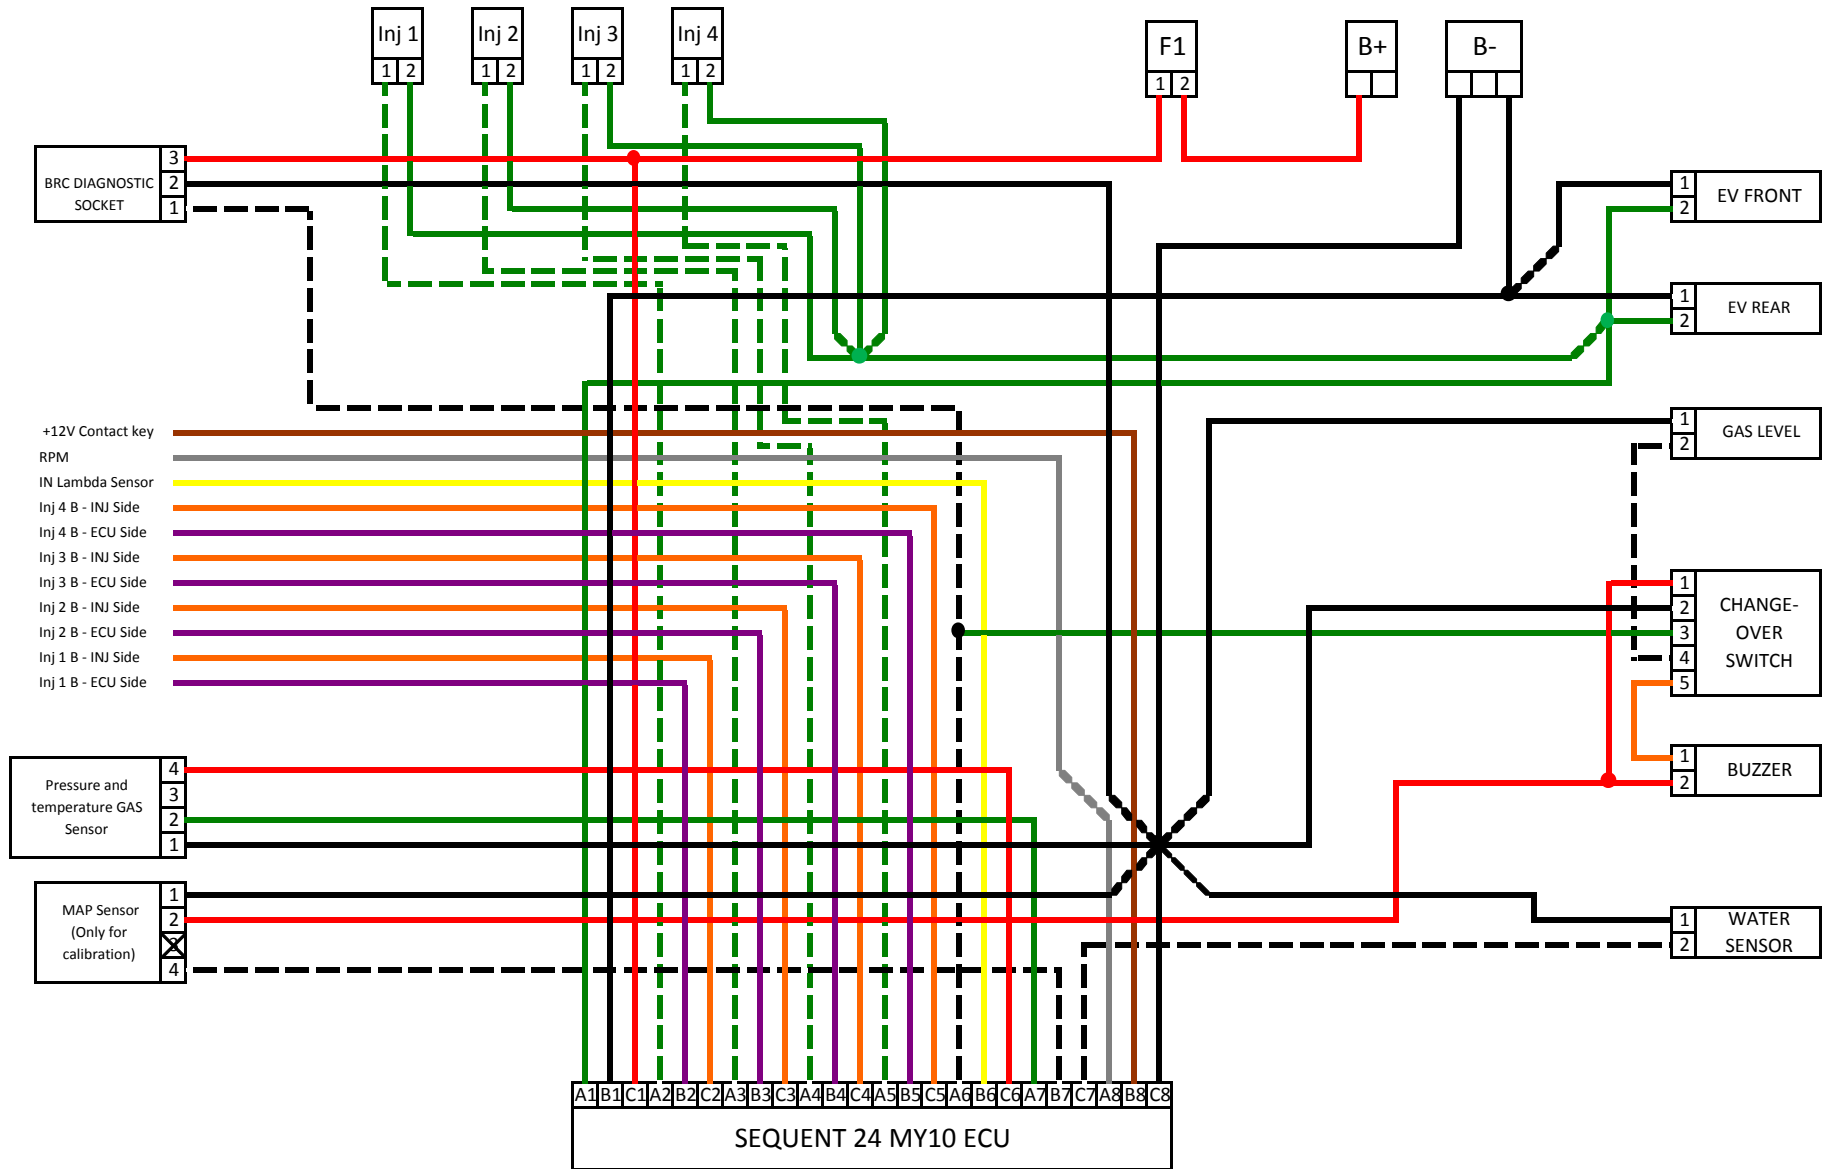 Inj 1
1 2
Inj 2
1 2
Inj 3
1 2
Inj 4
1 2
F1
1 2
B+
B-
BRC DIAGNOSTIC
SOCKET
3
2
1
1
2
EV FRONT
1
2
EV REAR
1
2
GAS LEVEL
+12V Contact key
RPM
IN Lambda Sensor
Inj 4 B - INJ Side
Inj 4 B - ECU Side
Inj 3 B - INJ Side
Inj 3 B - ECU Side
Inj 2 B - INJ Side
Inj 2 B - ECU Side
Inj 1 B - INJ Side
Inj 1 B - ECU Side
1
2
3
4
5
CHANGE-
OVER
SWITCH
1
2
BUZZER
Pressure and
temperature GAS
Sensor
4
3
2
1
MAP Sensor
(Only for
calibration)
1
2
3
4
1
2
WATER
SENSOR
A1 B1 C1 A2 B2 C2 A3 B3 C3 A4 B4 C4 A5 B5 C5 A6 B6 C6 A7 B7 C7 A8 B8 C8
SEQUENT 24 MY10 ECU